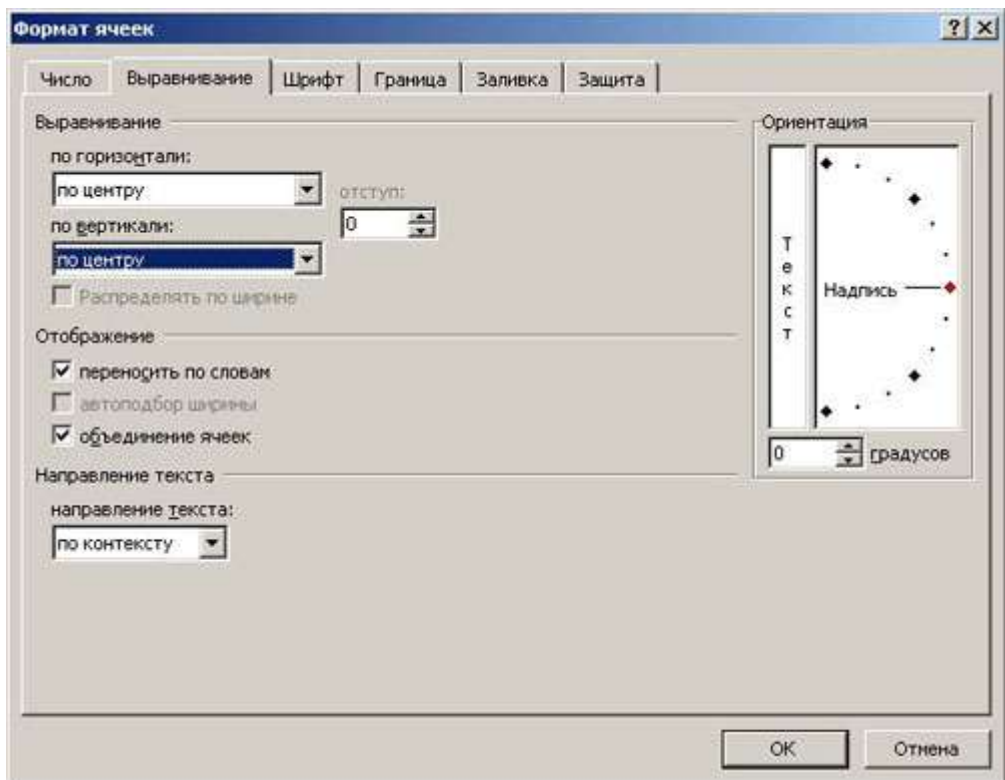 Формат ячеек
Число Выравнивание Шрифт Граница Заливка Защита
Выравнивание
по горизонтали:
по центру
отступ:
0
по вертикали:
по центру
Распределять по ширине
Отображение
переносить по словам
автоподбор ширины
объединение ячеек
Направление текста
направление текста:
по контексту
Ориентация
Текст
Надпись
0 градусов
ОК Отмена